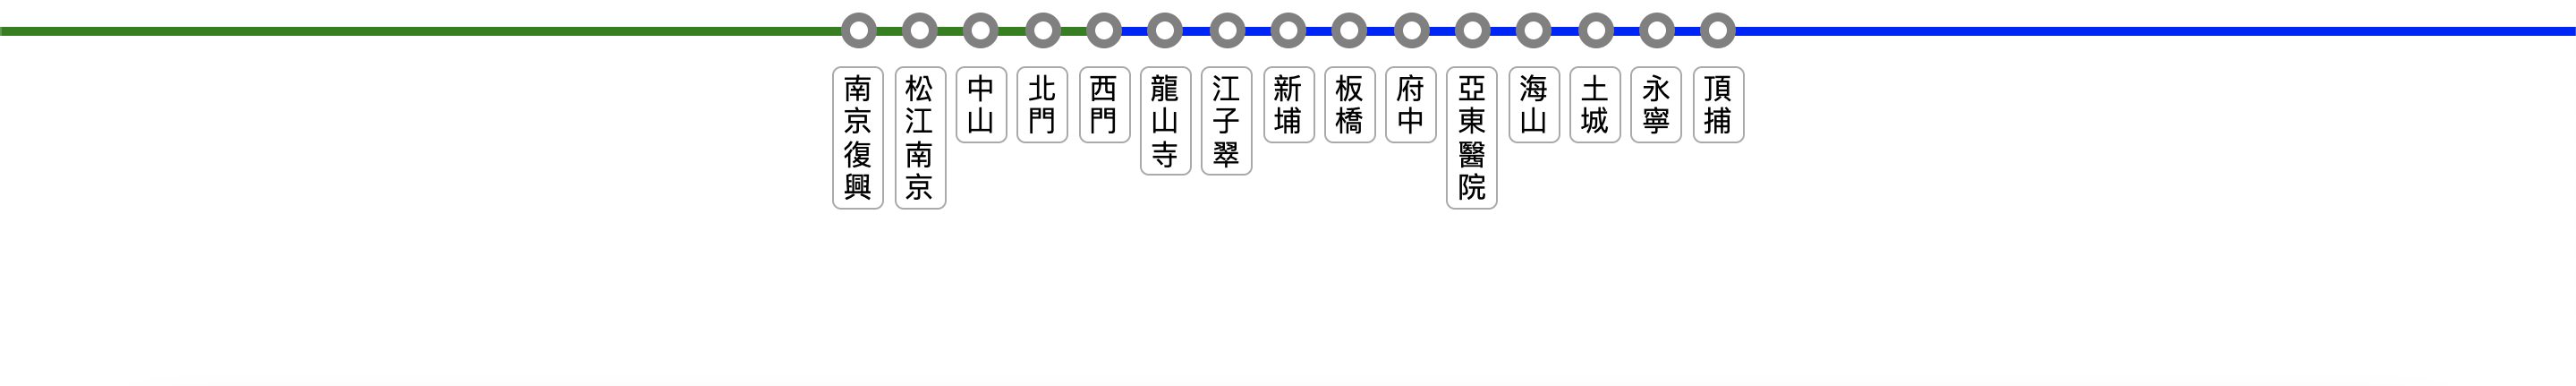 南京復興
松江南京
中山
北門
西門
龍山寺
江子翠
新埔
板橋
府中
亞東醫院
海山
土城
永寧
頂捕